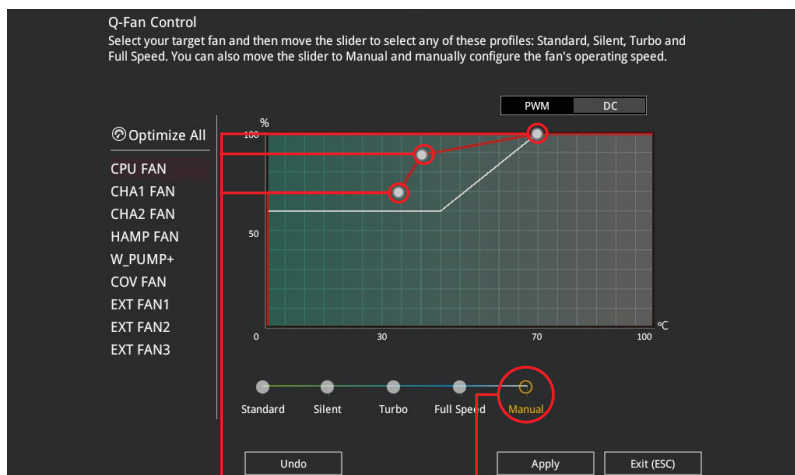 Q-Fan Control
Select your target fan and then move the slider to select any of these profiles: Standard, Silent, Turbo and
Full Speed. You can also move the slider to Manual and manually configure the fan's operating speed.
PWM DC
%
Optimize All
100
CPU FAN
CHA1 FAN
CHA2 FAN
HAMP FAN
50
W_PUMP+
COV FAN
EXT FAN1
EXT FAN2
EXT FAN3
0 30 70 100 °C
Standard Silent Turbo Full Speed Manual
Undo Apply Exit (ESC)